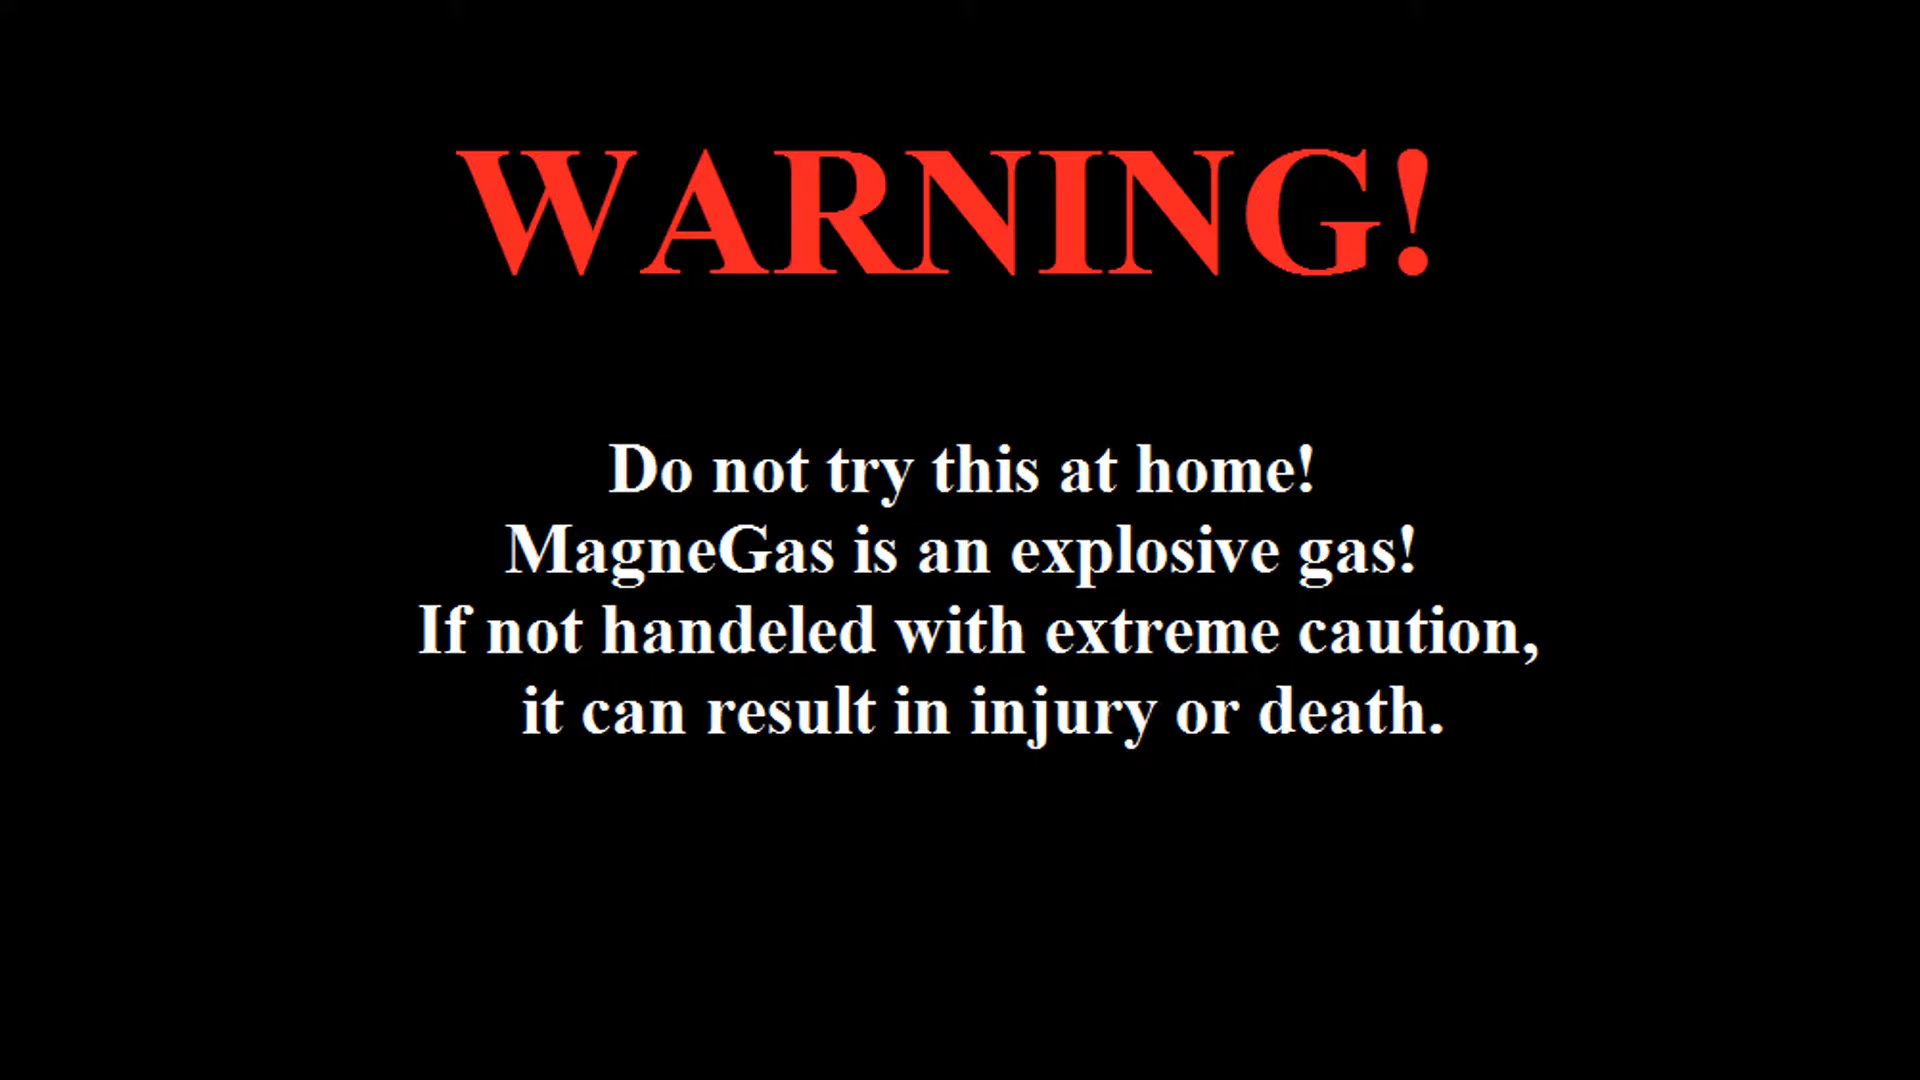 WARNING!
Do not try this at home!
MagneGas is an explosive gas!
If not handeled with extreme caution,
it can result in injury or death.